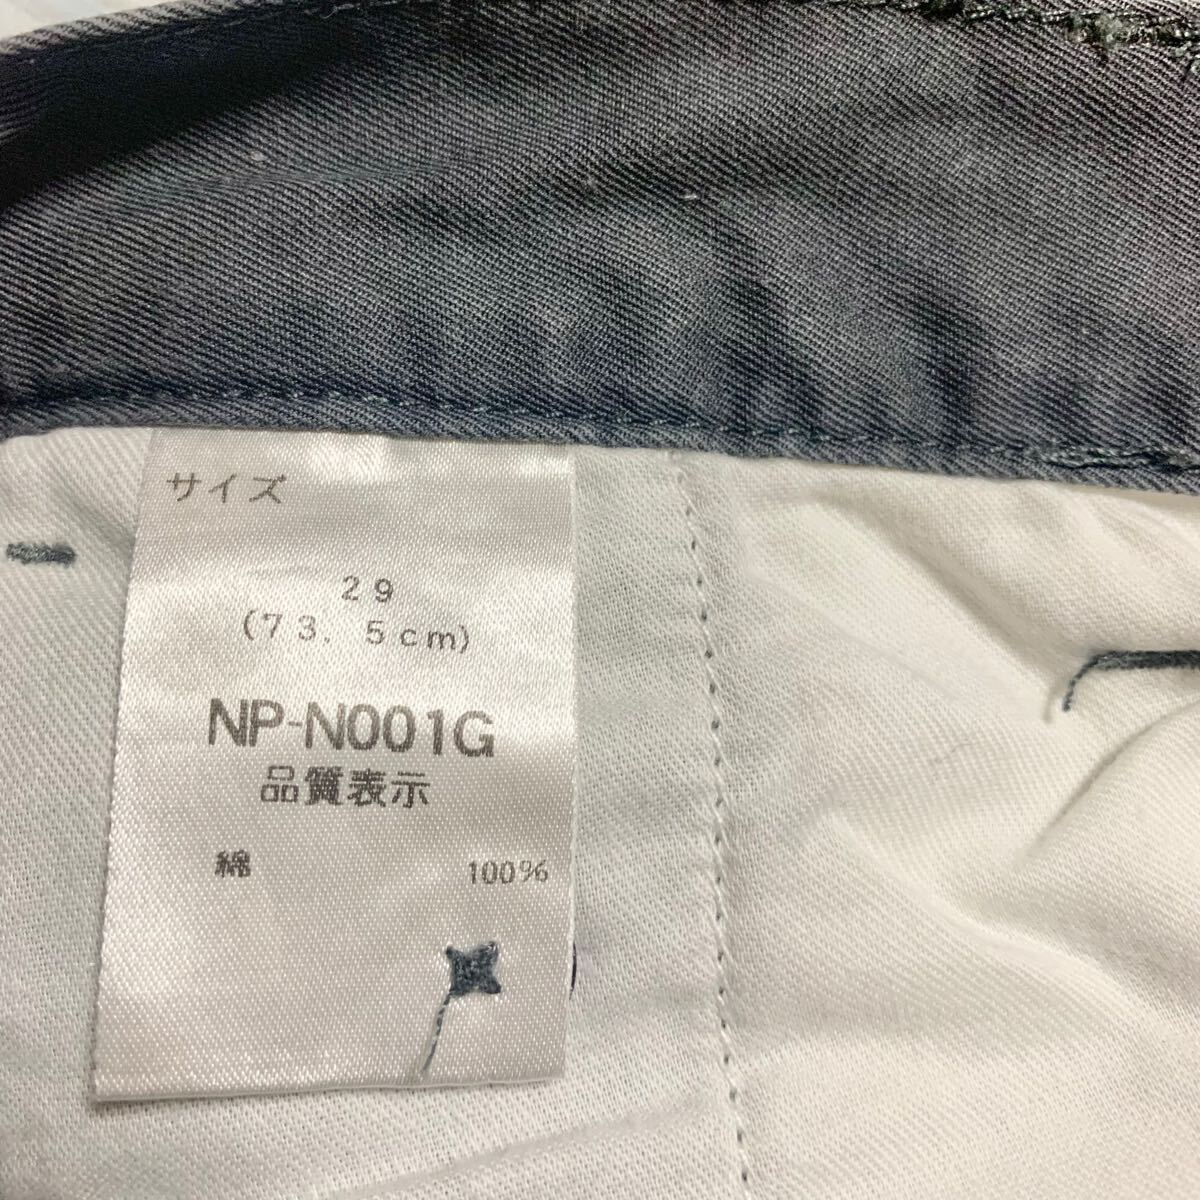 サイズ
29
(73.5cm)
NP-N001G
品質表示
綿 100%